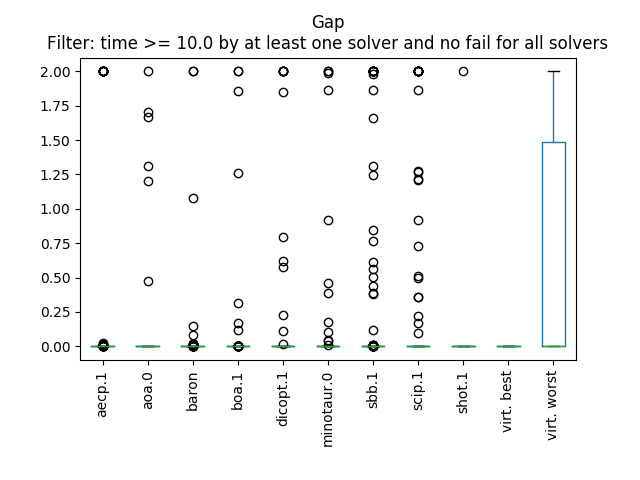 Gap
Filter: time >= 10.0 by at least one solver and no fail for all solvers
2.00
1.75
1.50
1.25
1.00
0.75
0.50
0.25
0.00
aecp.1
aoa.0
baron
boa.1
dicopt.1
minotaur.0
sbb.1
scip.1
shot.1
virt. best
virt. worst